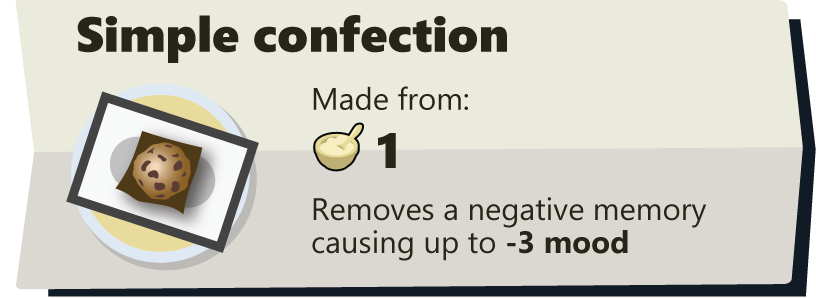 Simple confection
Made from:
1
Removes a negative memory
causing up to -3 mood